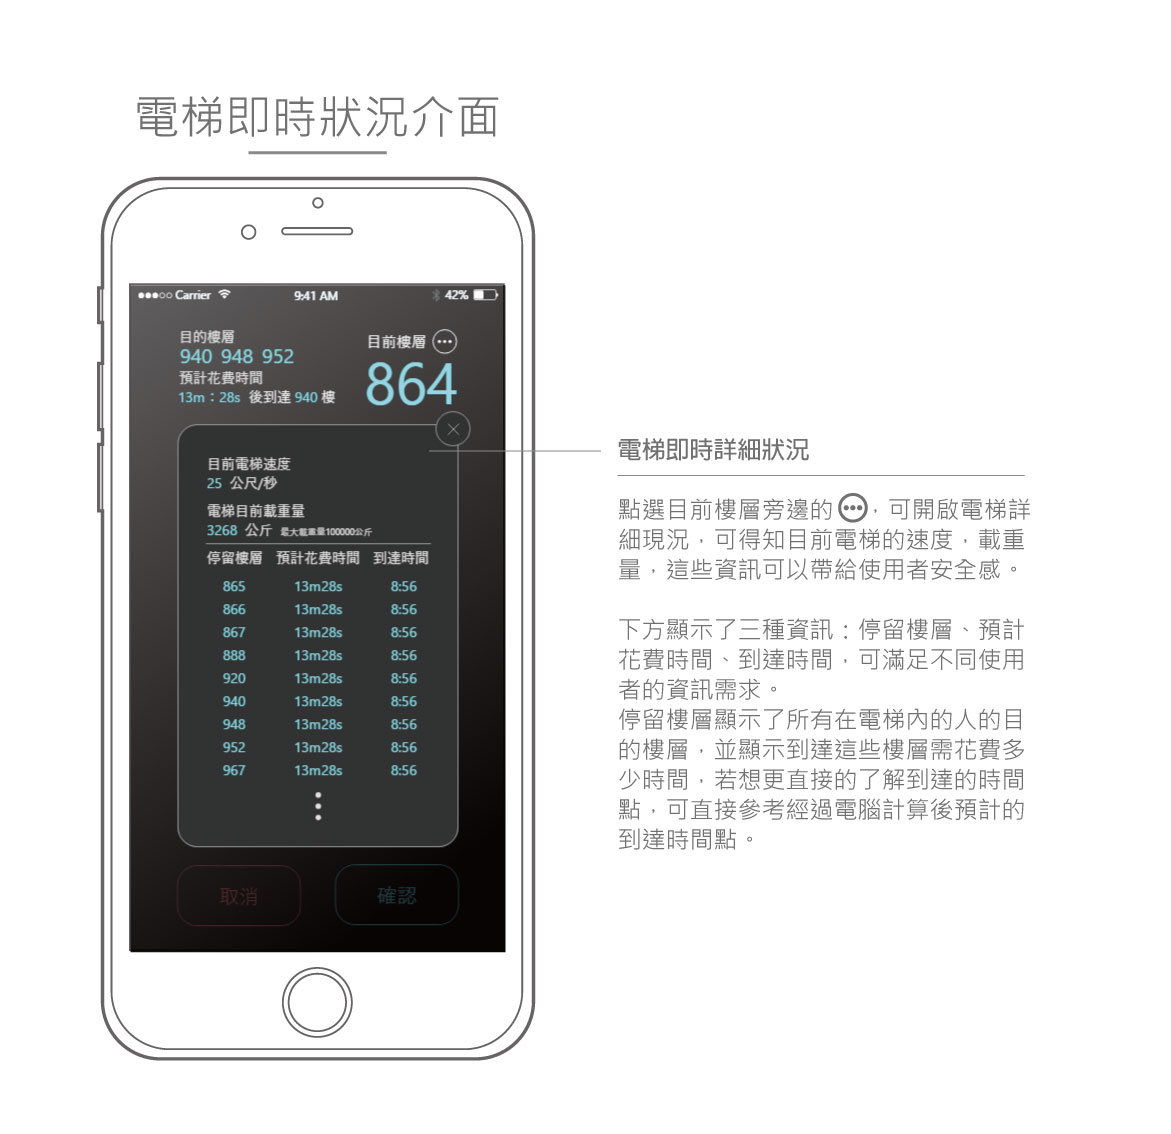 電梯即時狀況介面
Carrier
9:41 AM
42%
目的樓層
940 948 952
預計花費時間
13m：28s 後到達 940 樓
目前樓層
864
目前電梯速度
25 公尺/秒
電梯目前載重量
3268 公斤 最大載重量100000公斤
停留樓層 預計花費時間 到達時間
865 13m28s 8:56
866 13m28s 8:56
867 13m28s 8:56
888 13m28s 8:56
920 13m28s 8:56
940 13m28s 8:56
948 13m28s 8:56
952 13m28s 8:56
967 13m28s 8:56
取消
確認
電梯即時詳細狀況
點選目前樓層旁邊的 ，可開啟電梯詳
細現況，可得知目前電梯的速度，載重
量，這些資訊可以帶給使用者安全感。
下方顯示了三種資訊：停留樓層、預計
花費時間、到達時間，可滿足不同使用
者的資訊需求。
停留樓層顯示了所有在電梯內的人的目
的樓層，並顯示到達這些樓層需花費多
少時間，若想更直接的了解到達的時間
點，可直接參考經過電腦計算後預計的
到達時間點。